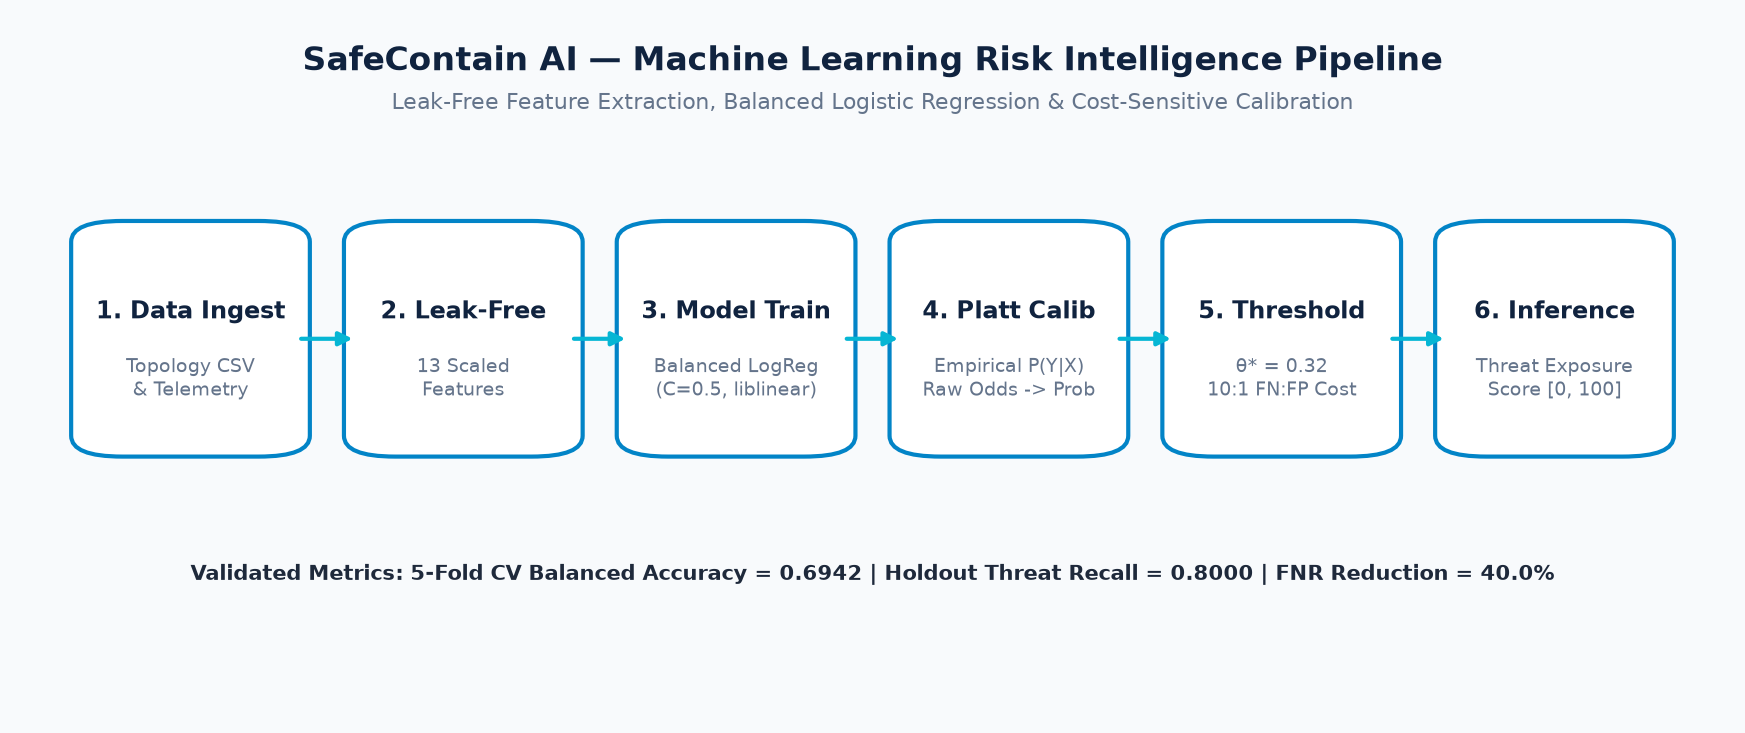 SafeContain AI — Machine Learning Risk Intelligence Pipeline
Leak-Free Feature Extraction, Balanced Logistic Regression & Cost-Sensitive Calibration
1. Data Ingest
Topology CSV
& Telemetry
2. Leak-Free
13 Scaled
Features
3. Model Train
Balanced LogReg
(C=0.5, liblinear)
4. Platt Calib
Empirical P(Y|X)
Raw Odds -> Prob
5. Threshold
θ* = 0.32
10:1 FN:FP Cost
6. Inference
Threat Exposure
Score [0, 100]
Validated Metrics: 5-Fold CV Balanced Accuracy = 0.6942 | Holdout Threat Recall = 0.8000 | FNR Reduction = 40.0%